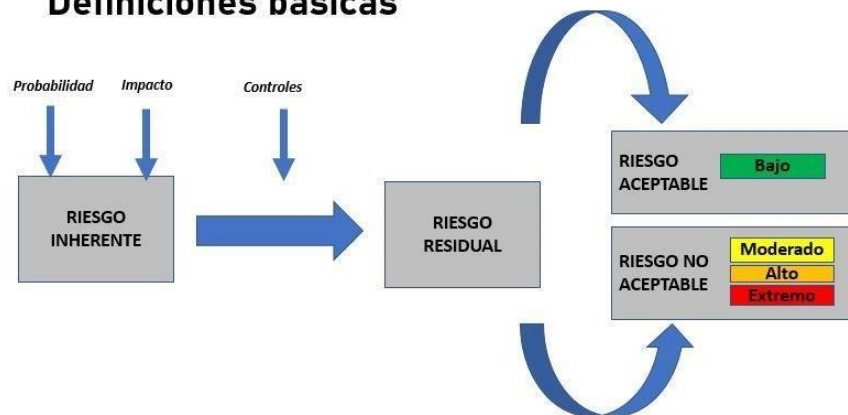 Definiciones básicas
Probabilidad
Impacto
Controles
RIESGO
INHERENTE
RIESGO
RESIDUAL
RIESGO
ACEPTABLE
Bajo
RIESGO NO
ACEPTABLE
Moderado
Alto
Extremo